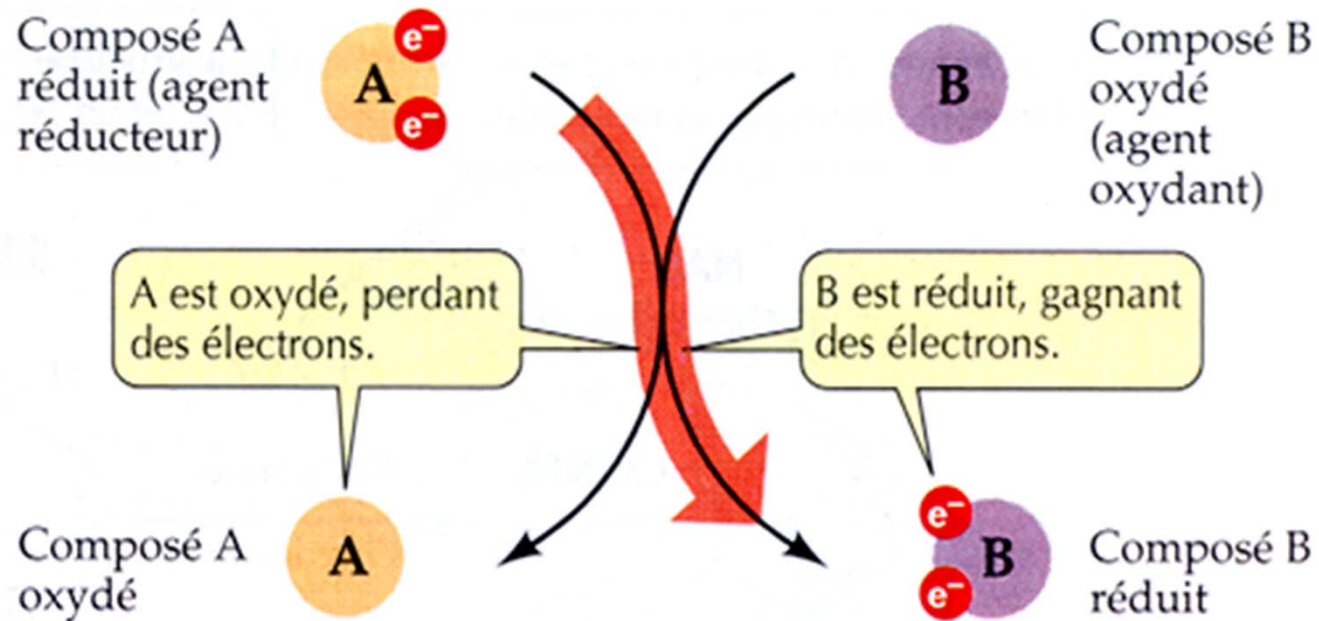 Composé A
réduit (agent
réducteur)
A
e⁻
e⁻
B
Composé B
oxydé
(agent
oxydant)
A est oxydé, perdant
des électrons.
B est réduit, gagnant
des électrons.
Composé A
oxydé
A
e⁻
e⁻
B
Composé B
réduit